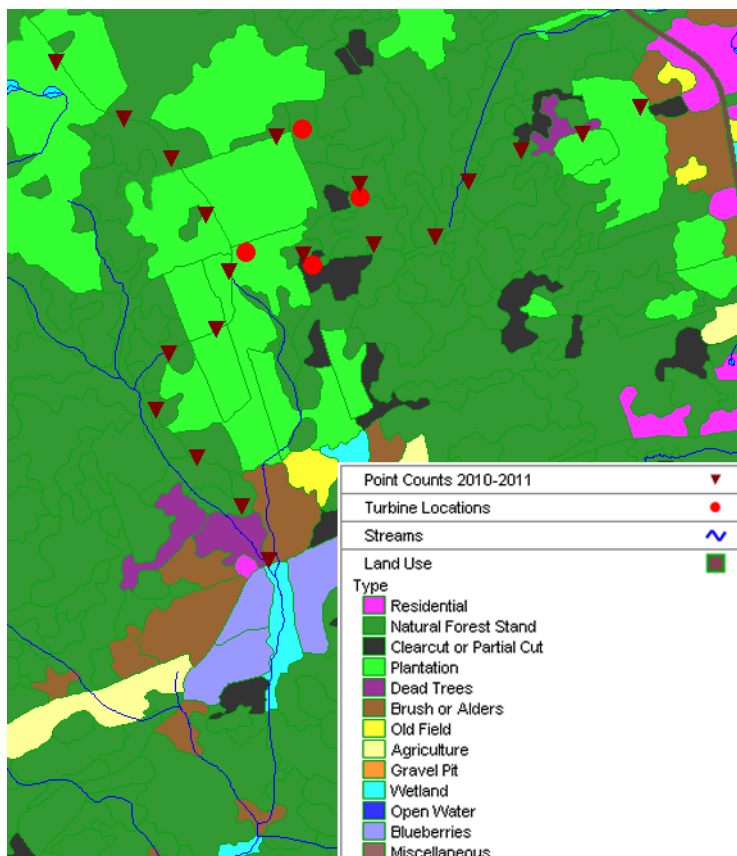 Point Counts 2010-2011
Turbine Locations
Streams
Land Use
Type
Residential
Natural Forest Stand
Clearcut or Partial Cut
Plantation
Dead Trees
Brush or Alders
Old Field
Agriculture
Gravel Pit
Wetland
Open Water
Blueberries
Miscellaneous